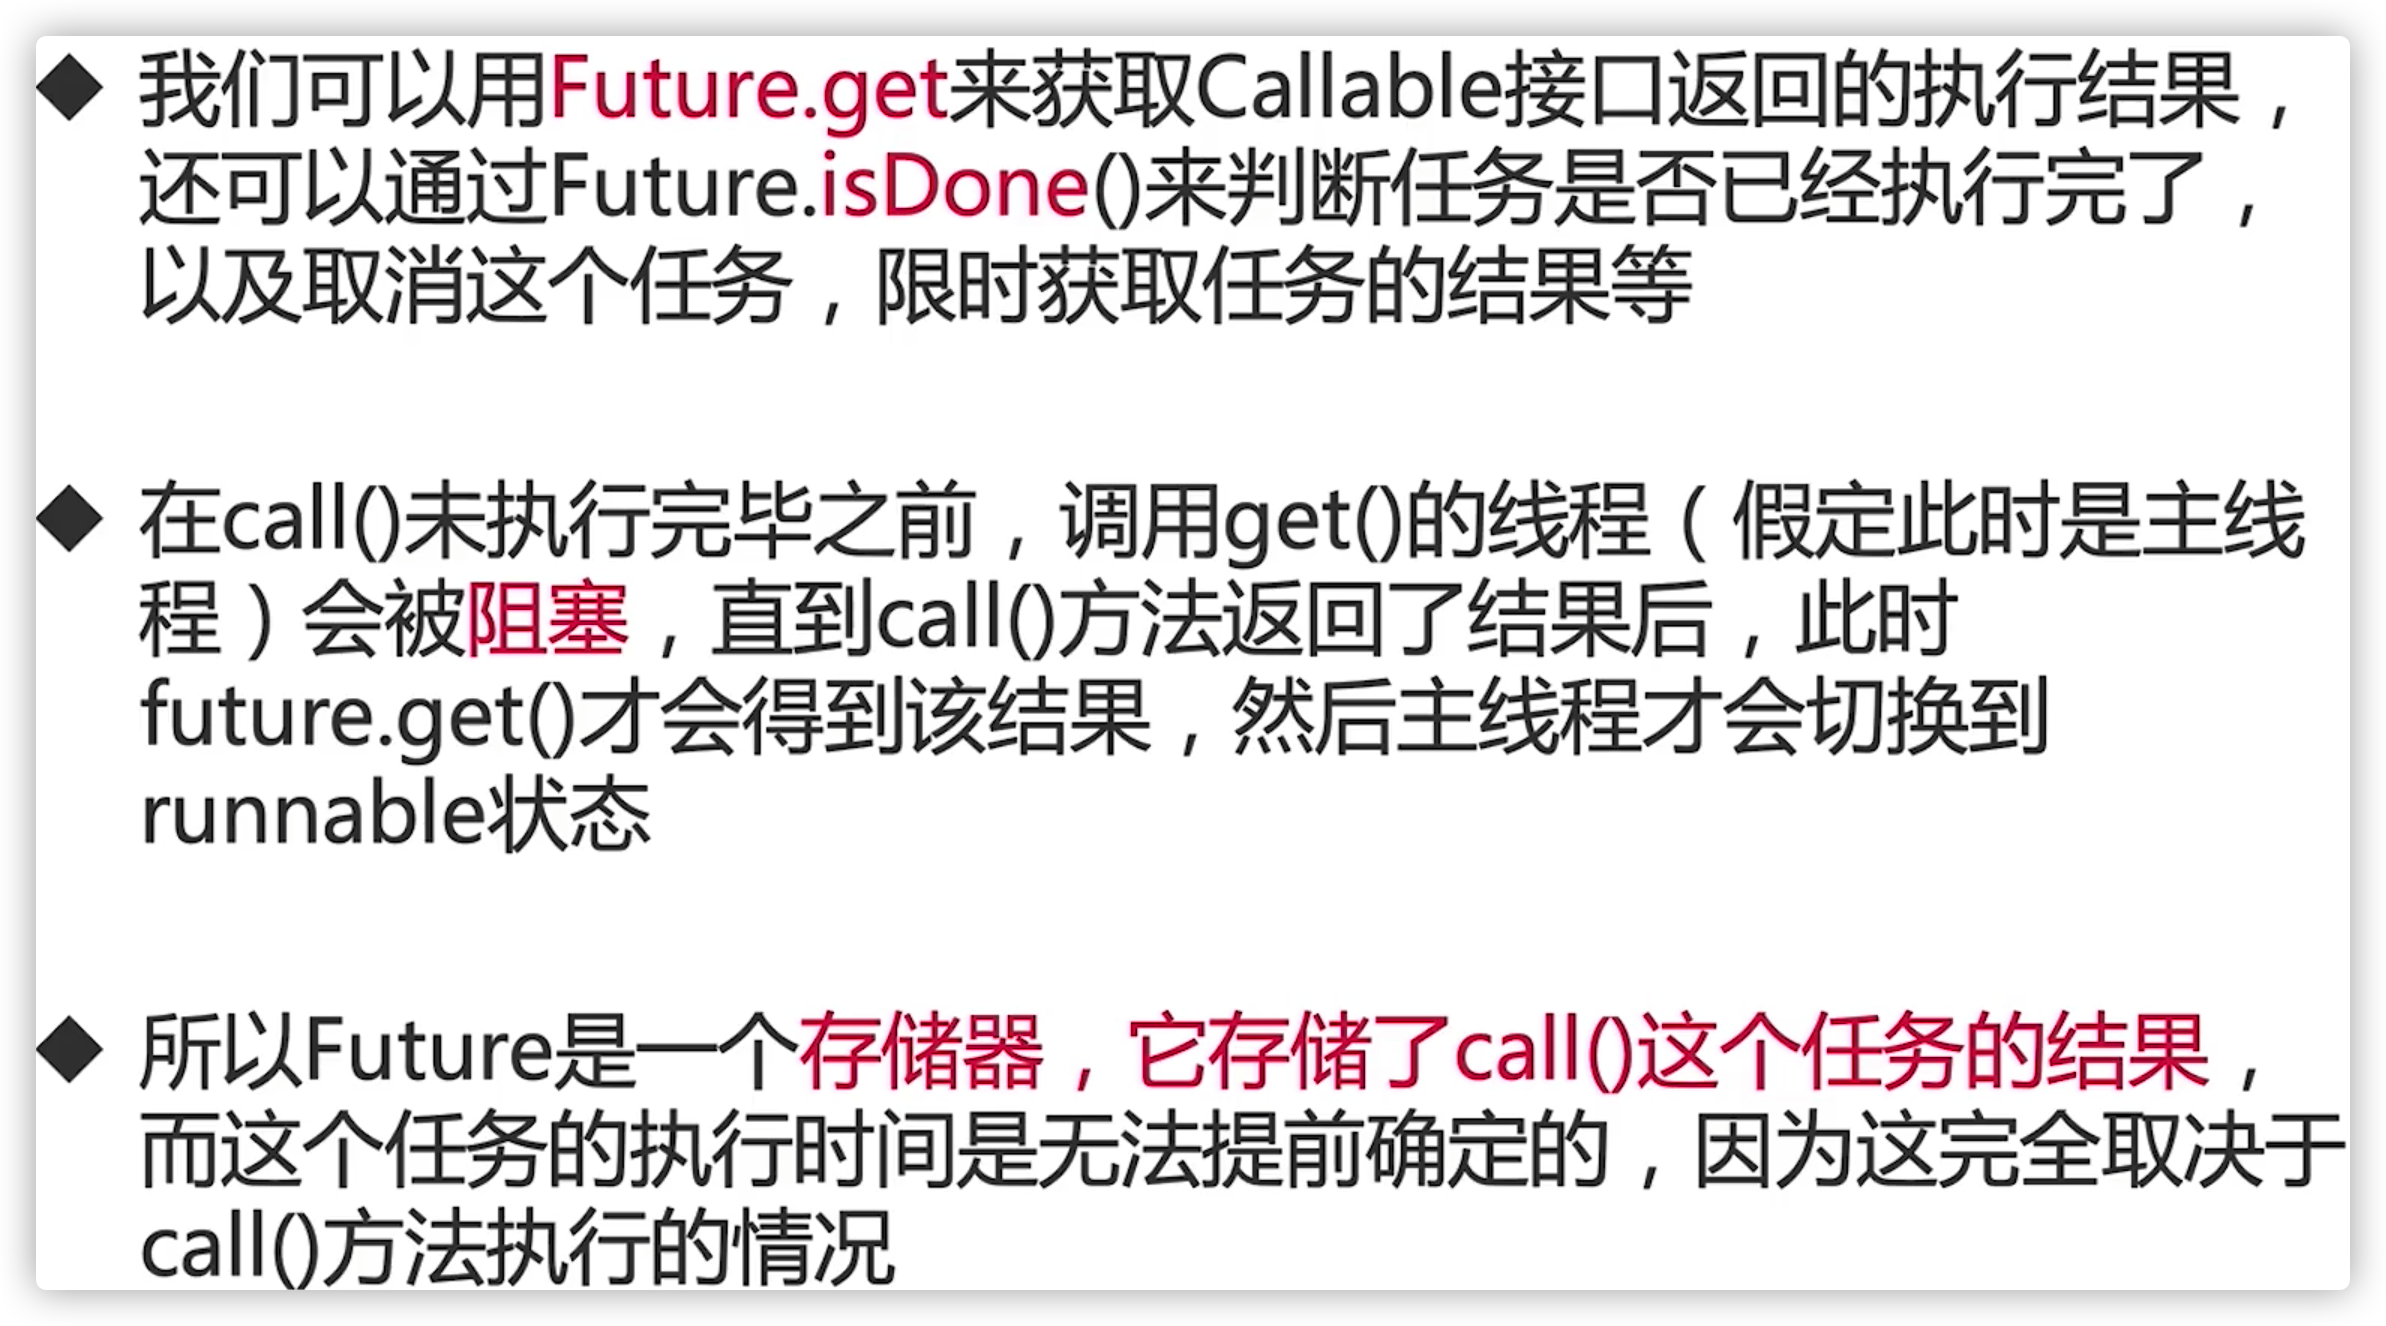 ◆ 我们可以用Future.get来获取Callable接口返回的执行结果，
还可以通过Future.isDone()来判断任务是否已经执行完了，
以及取消这个任务，限时获取任务的结果等
◆ 在call()未执行完毕之前，调用get()的线程（假定此时是主线
程）会被阻塞，直到call()方法返回了结果后，此时
future.get()才会得到该结果，然后主线程才会切换到
runnable状态
◆ 所以Future是一个存储器，它存储了call()这个任务的结果，
而这个任务的执行时间是无法提前确定的，因为这完全取决于
call()方法执行的情况